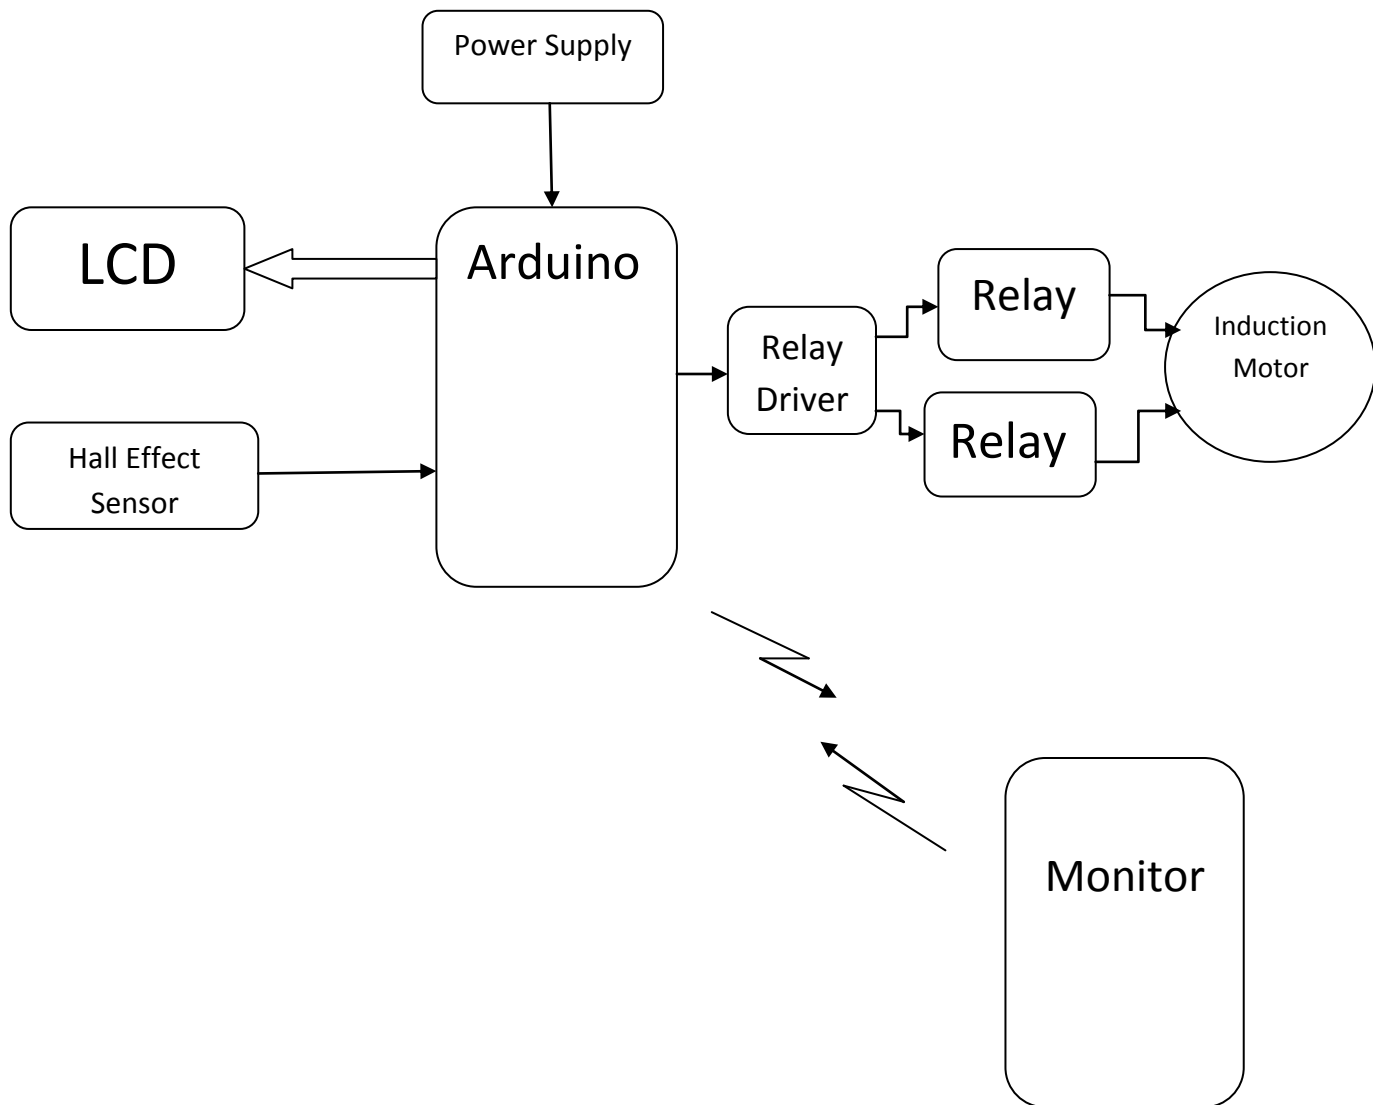 Power Supply
LCD
Arduino
Relay
Induction
Motor
Relay
Driver
Relay
Hall Effect
Sensor
Monitor